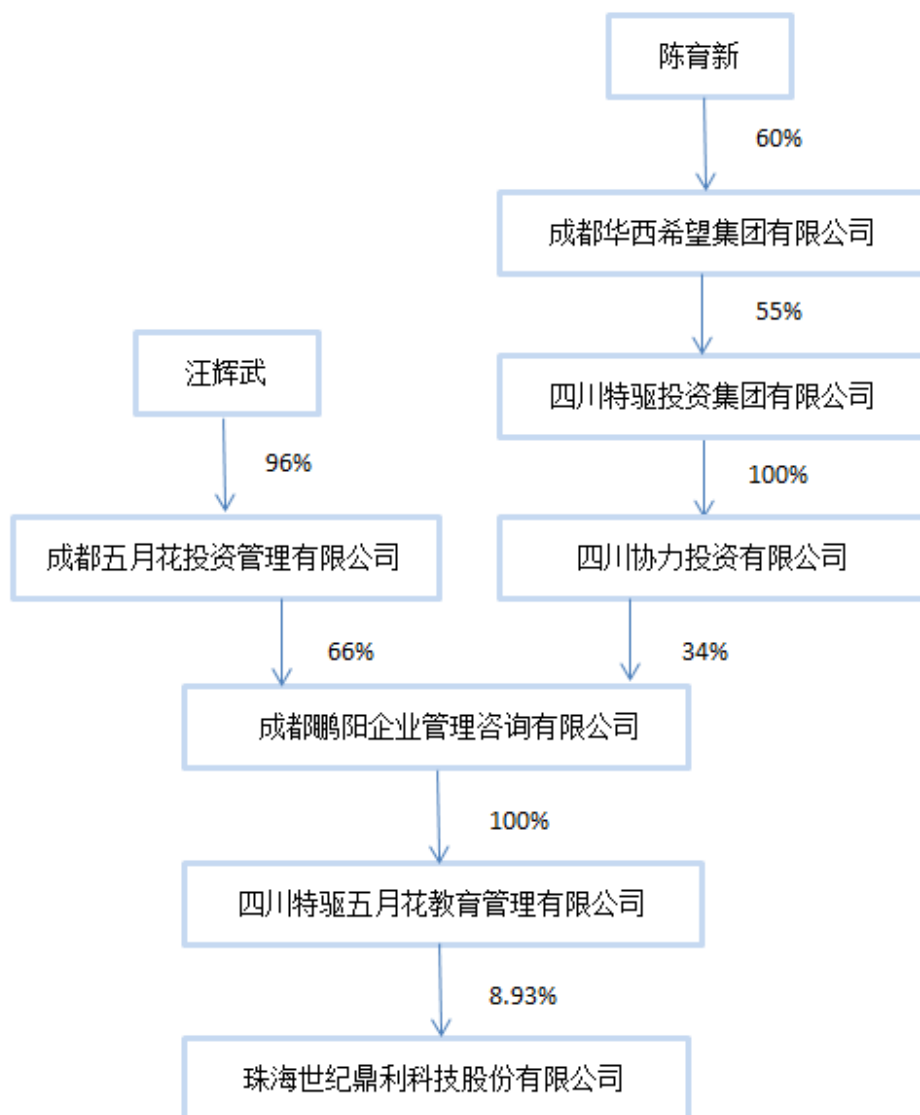 陈育新
60%
成都华西希望集团有限公司
55%
汪辉武
四川特驱投资集团有限公司
96%
100%
成都五月花投资管理有限公司
四川协力投资有限公司
66%
34%
成都鹏阳企业管理咨询有限公司
100%
四川特驱五月花教育管理有限公司
8.93%
珠海世纪鼎利科技股份有限公司